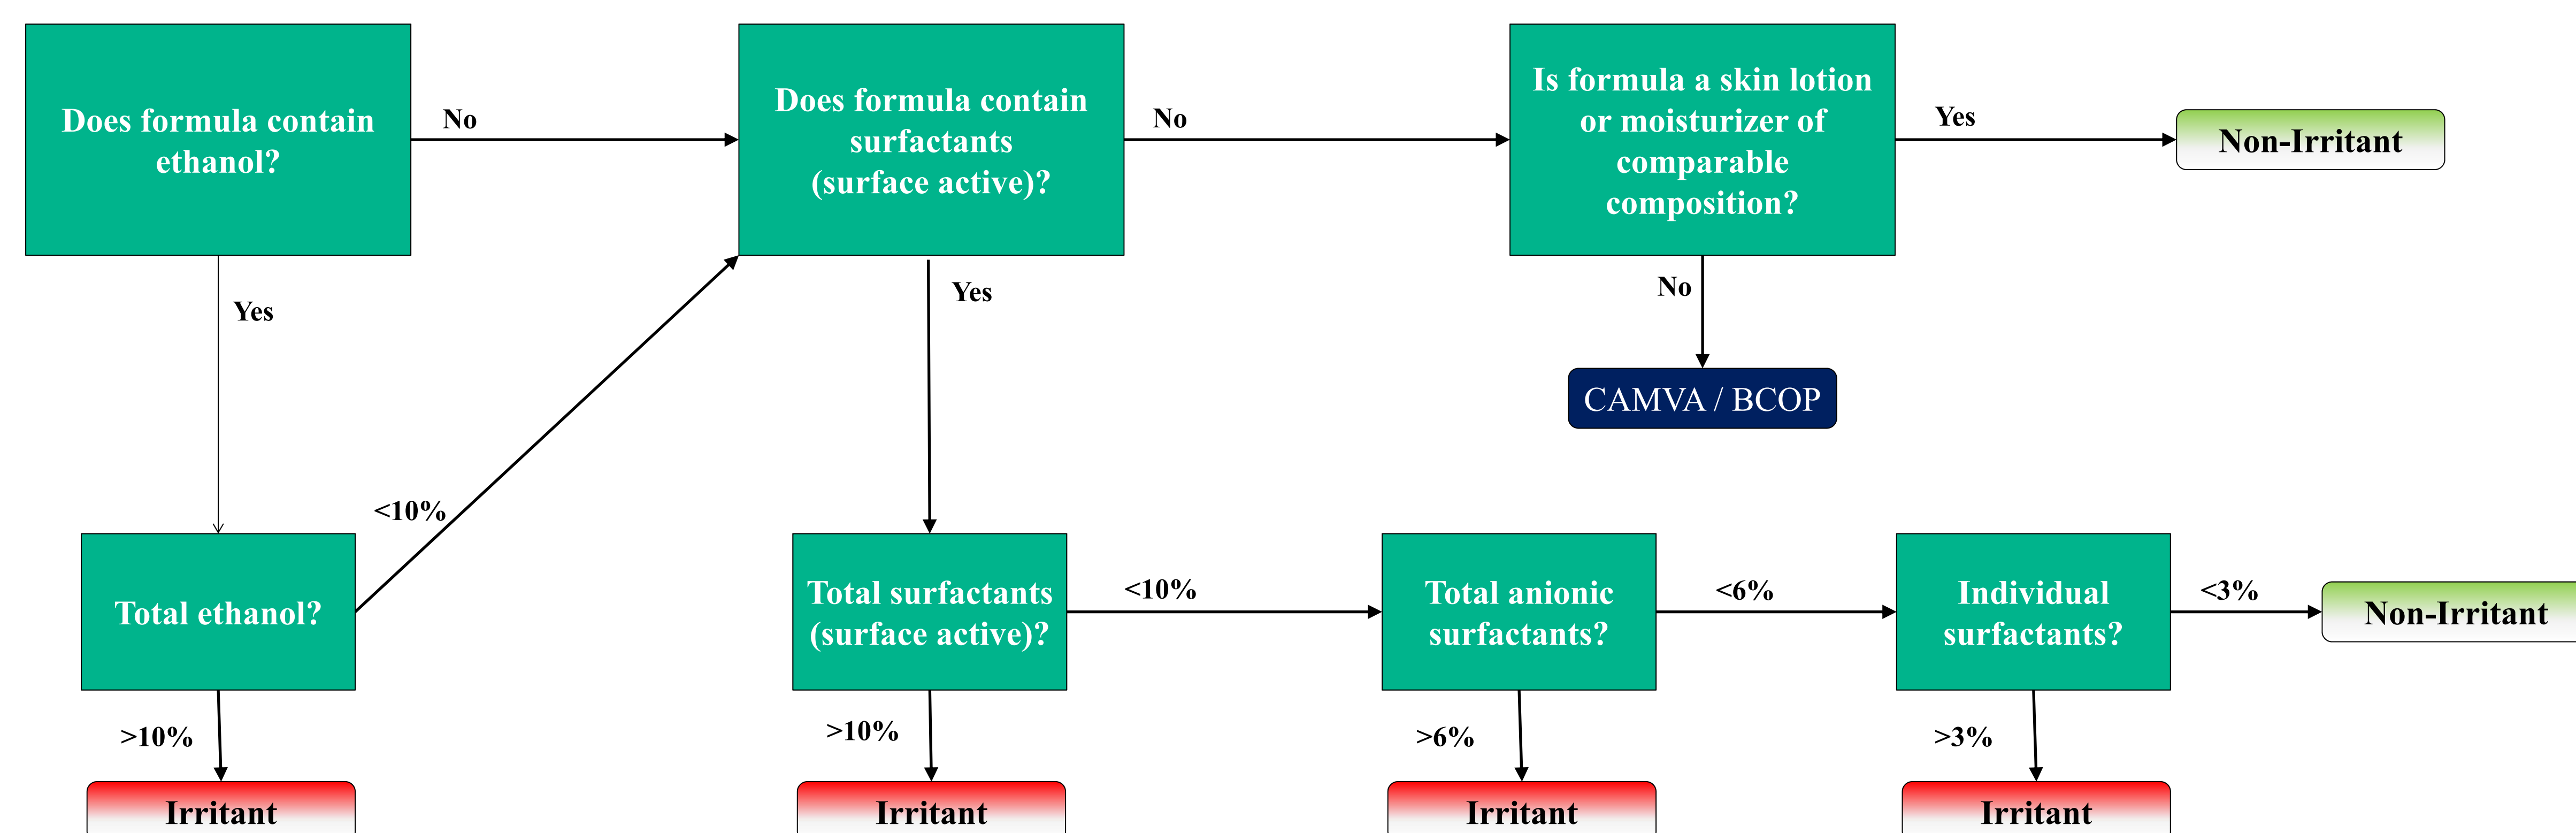 Does formula contain
ethanol?
No
Does formula contain
surfactants
(surface active)?
No
Is formula a skin lotion
or moisturizer of
comparable
composition?
Yes
Non-Irritant
Yes
Yes
No
CAMVA / BCOP
<10%
Total ethanol?
Total surfactants
(surface active)?
<10%
Total anionic
surfactants?
<6%
Individual
surfactants?
<3%
Non-Irritant
>10%
>10%
>6%
>3%
Irritant
Irritant
Irritant
Irritant